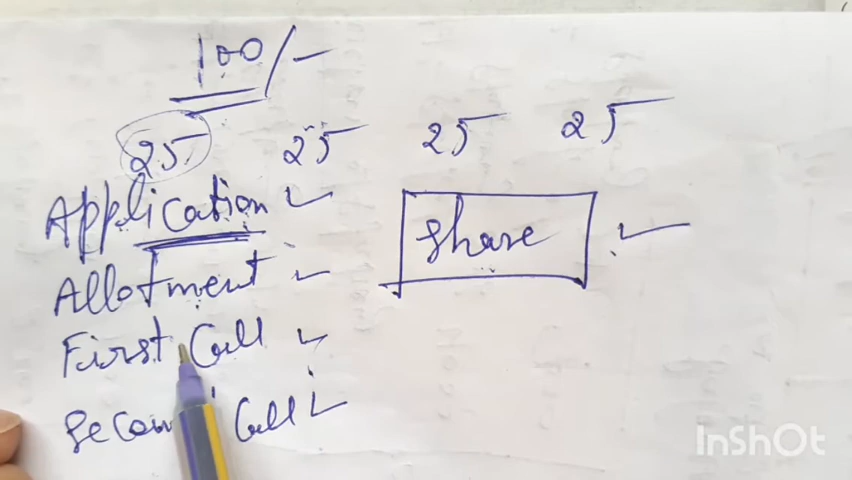 100/-
25 25 25 25
Application
Share
Allotment
First Call
Second Call
InShOt